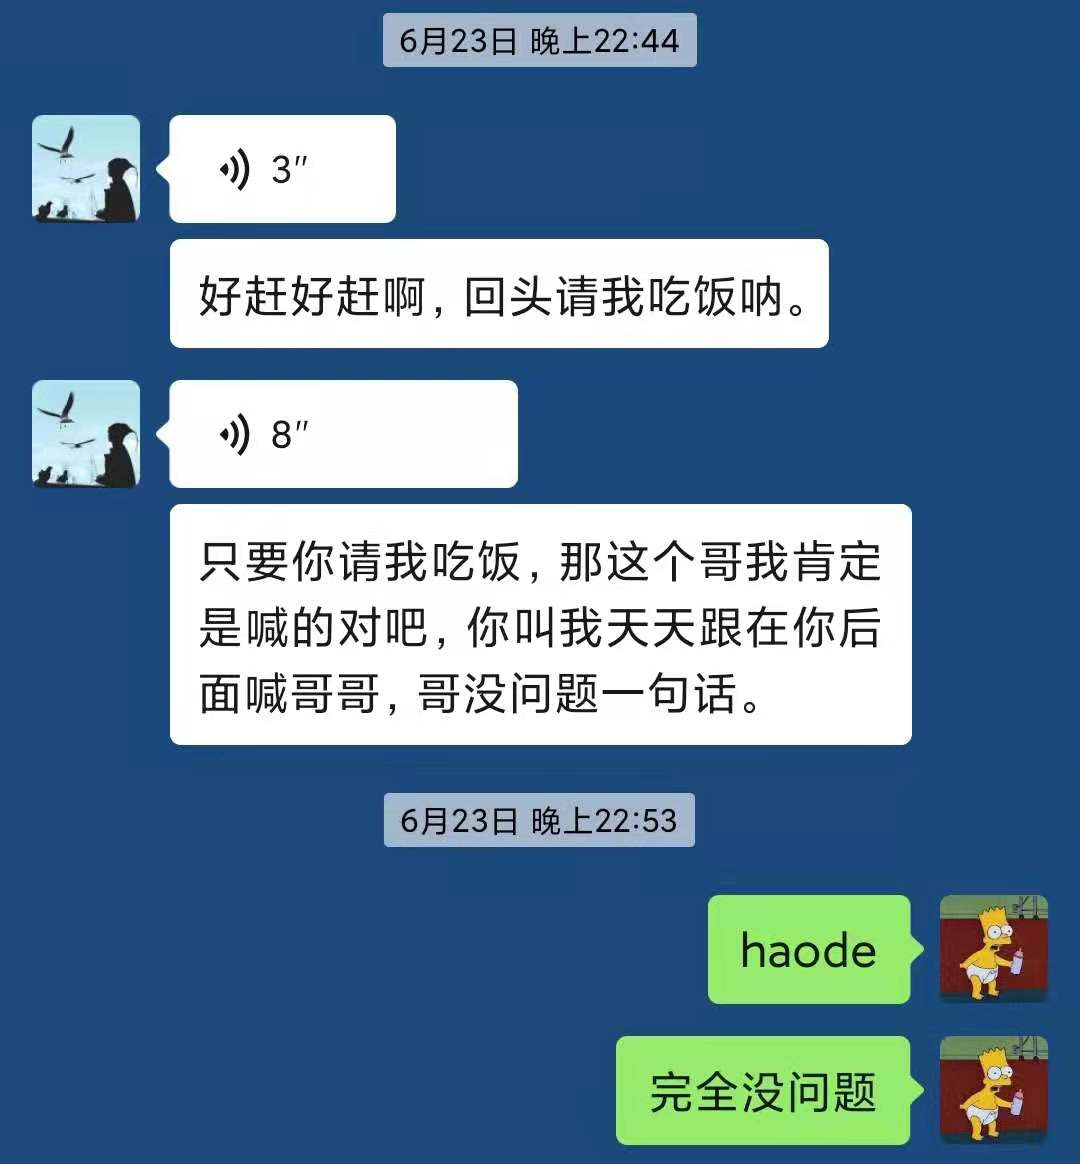 6月23日 晚上22:44
3″
好赶好赶啊，回头请我吃饭呐。
8″
只要你请我吃饭，那这个哥我肯定
是喊的对吧，你叫我天天跟在你后
面喊哥哥，哥没问题一句话。
6月23日 晚上22:53
haode
完全没问题